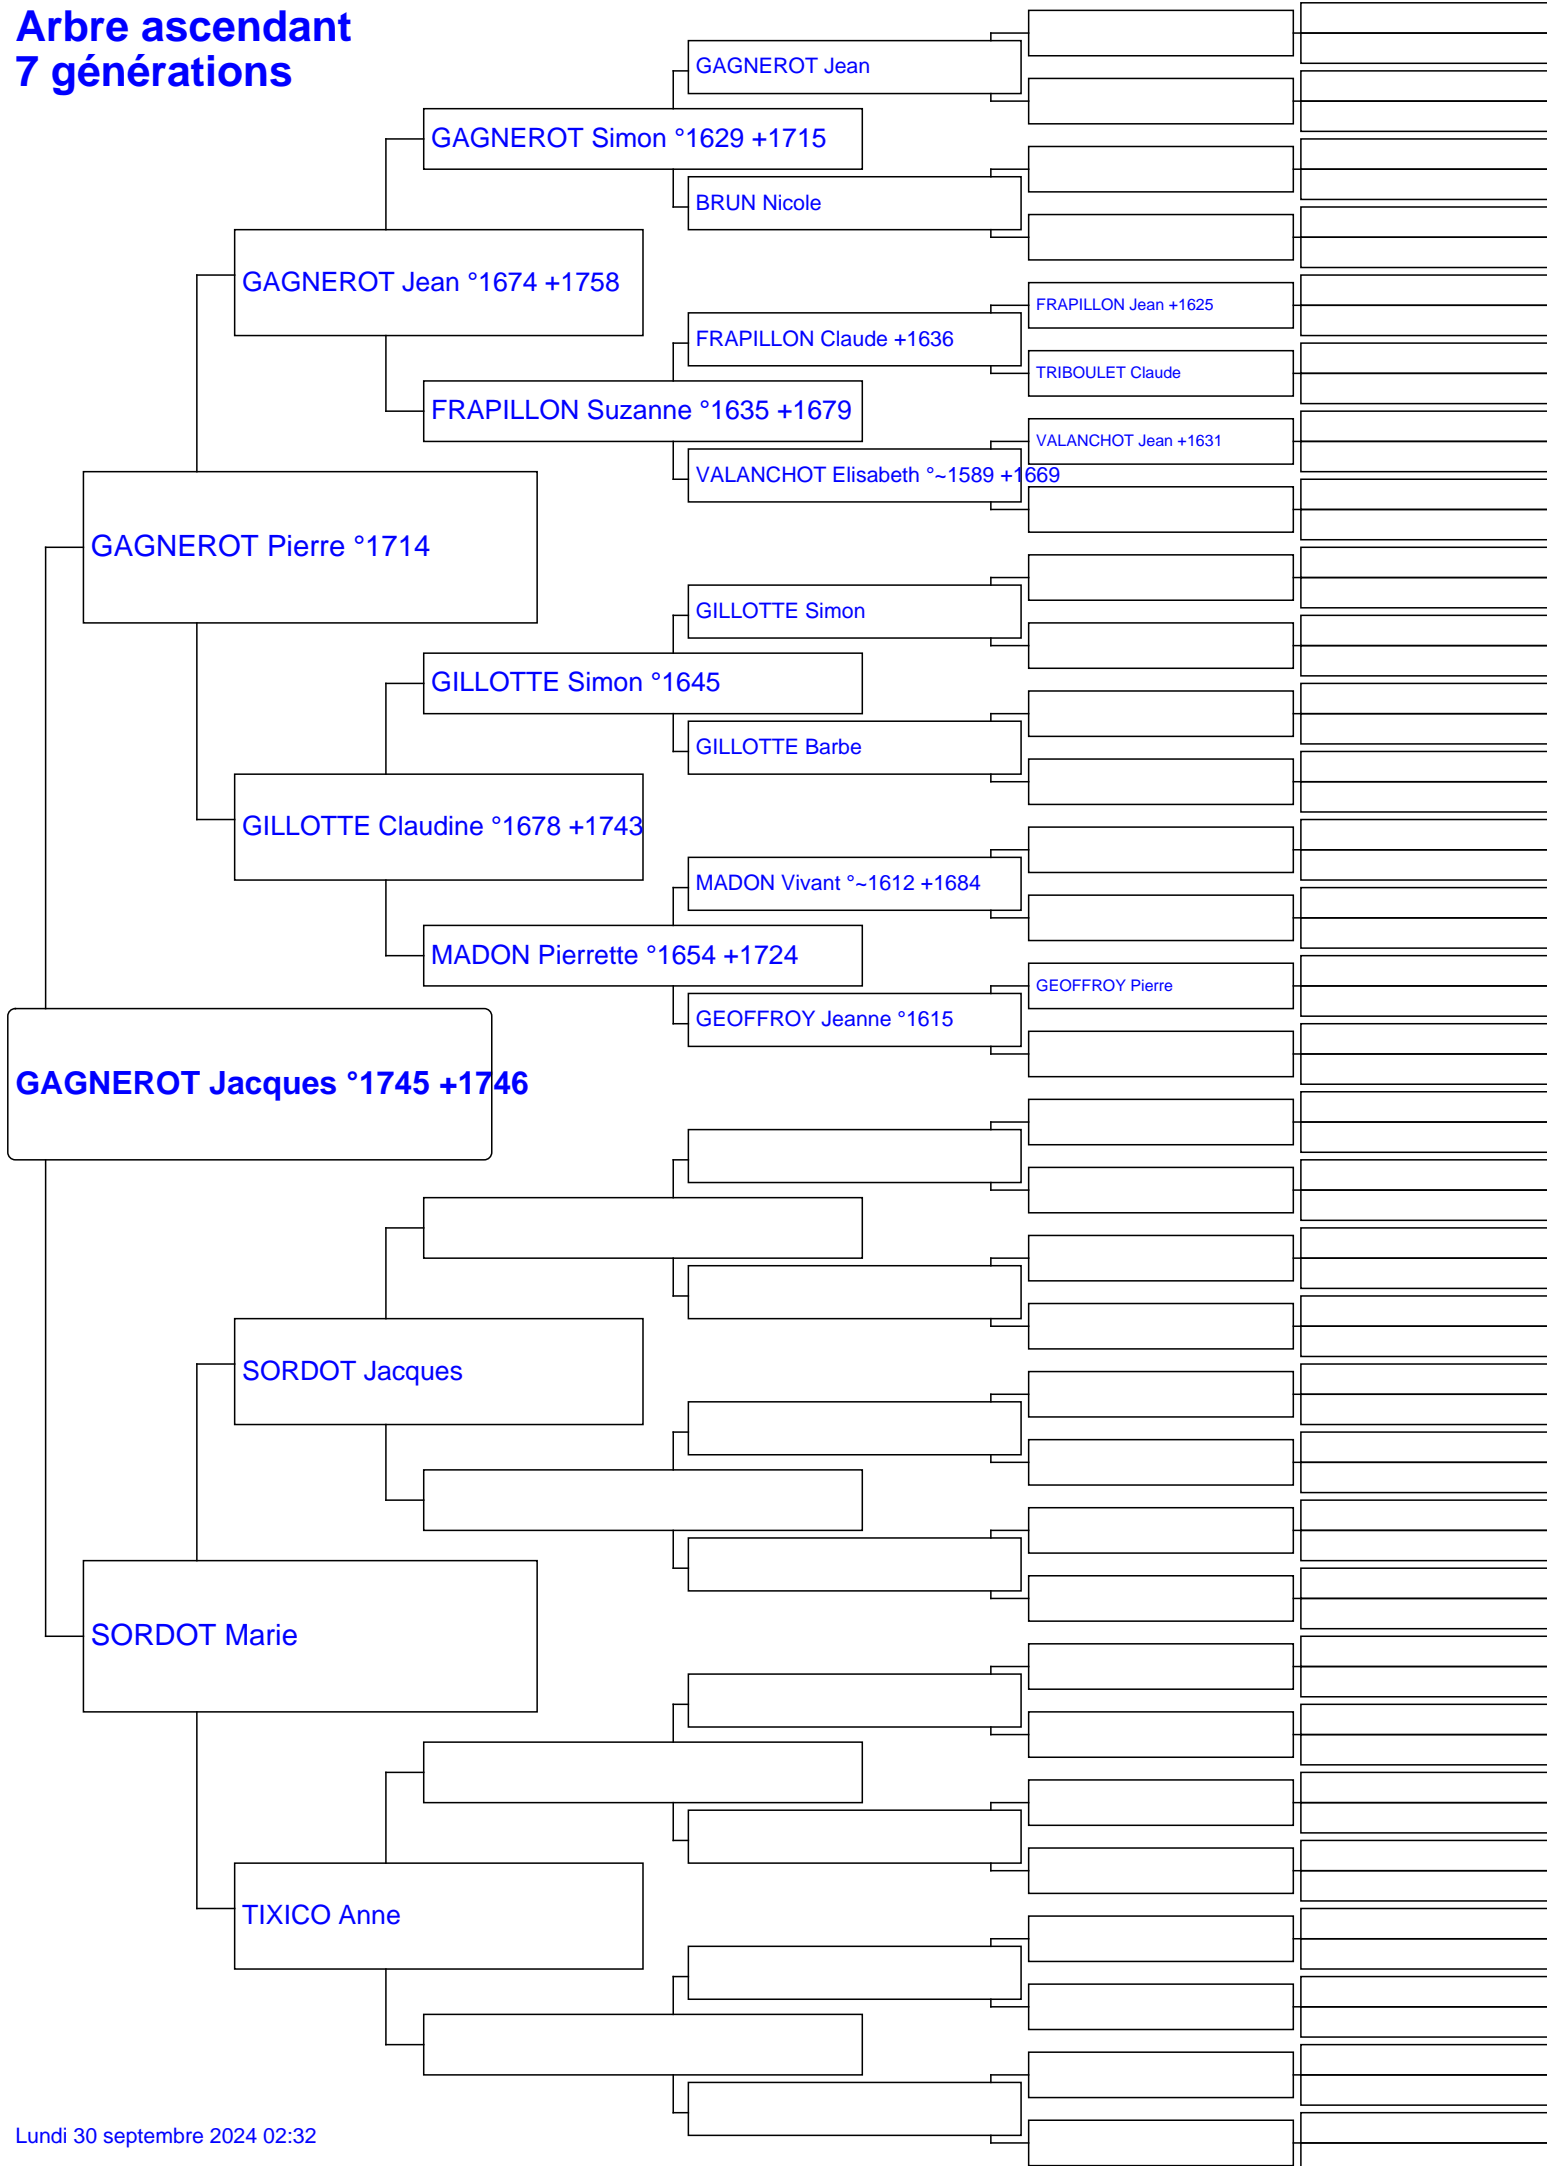 Arbre ascendant
7 générations
GAGNEROT Jean
GAGNEROT Simon °1629 +1715
BRUN Nicole
GAGNEROT Jean °1674 +1758
FRAPILLON Jean +1625
FRAPILLON Claude +1636
TRIBOULET Claude
FRAPILLON Suzanne °1635 +1679
VALANCHOT Jean +1631
VALANCHOT Elisabeth °~1589 +1669
GAGNEROT Pierre °1714
GILLOTTE Simon
GILLOTTE Simon °1645
GILLOTTE Barbe
GILLOTTE Claudine °1678 +1743
MADON Vivant °~1612 +1684
MADON Pierrette °1654 +1724
GEOFFROY Pierre
GEOFFROY Jeanne °1615
GAGNEROT Jacques °1745 +1746
SORDOT Jacques
SORDOT Marie
TIXICO Anne
Lundi 30 septembre 2024 02:32